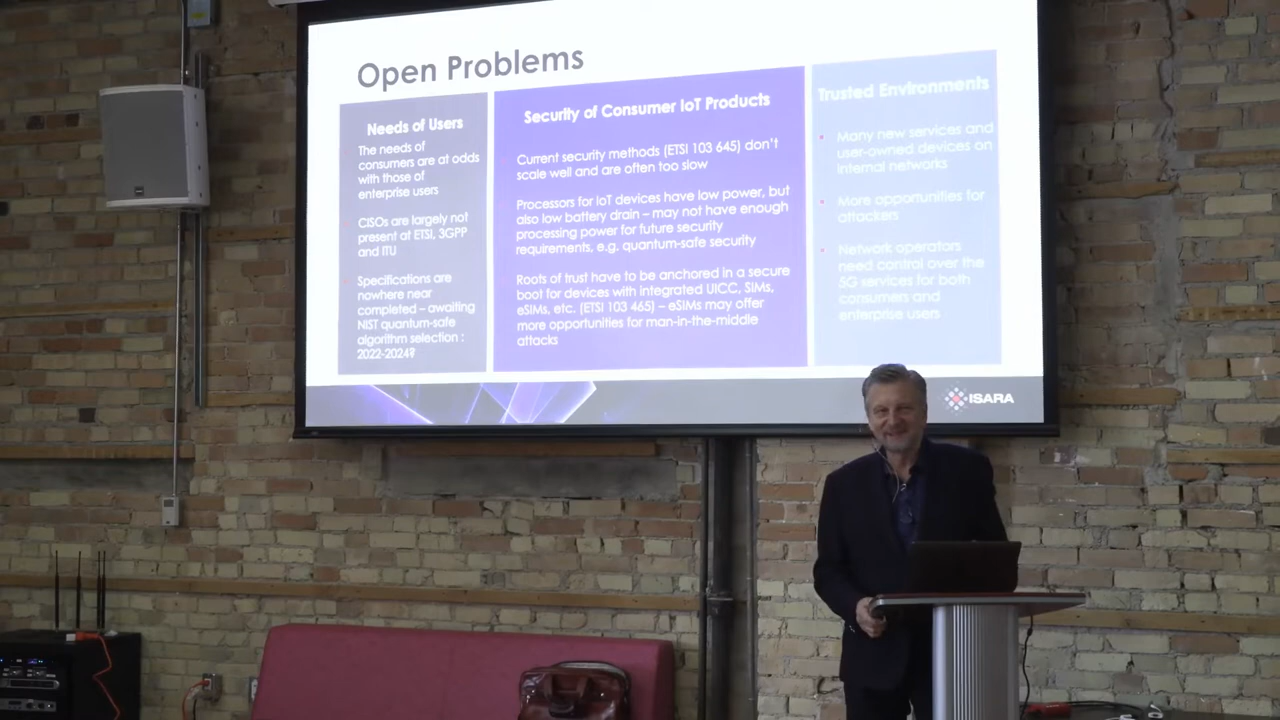 Open Problems
Needs of Users
The needs of
consumers are at odds
with those of
enterprise users
CISOs are largely not
present at ETSI, 3GPP
and ITU
Specifications are
nowhere near
completed – awaiting
NIST quantum-safe
algorithm selection :
2022-2024?
Security of Consumer IoT Products
Current security methods (ETSI 103 645) don't
scale well and are often too slow
Processors for IoT devices have low power, but
also low battery drain – may not have enough
processing power for future security
requirements, e.g. quantum-safe security
Roots of trust have to be anchored in a secure
boot for devices with integrated UICC, SIMs,
eSIMs, etc. (ETSI 103 465) – eSIMs may offer
more opportunities for man-in-the-middle
attacks
Trusted Environments
Many new services and
user-owned devices on
internal networks
More opportunities for
attackers
Network operators
need control over the
5G services for both
consumers and
enterprise users
ISARA